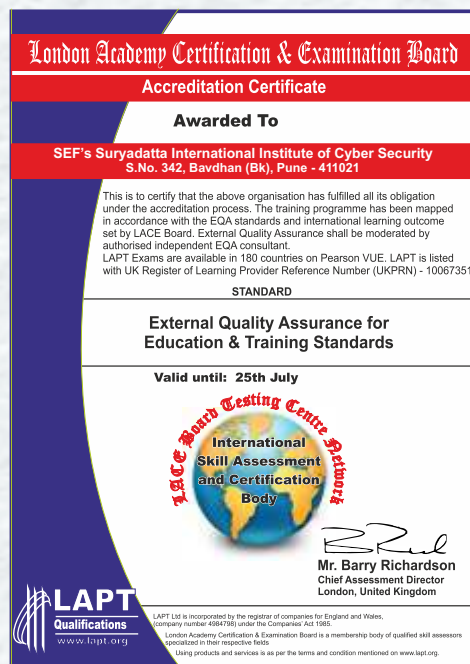 London Academy Certification & Examination Board
Accreditation Certificate
Awarded To
SEF's Suryadatta International Institute of Cyber Security
S.No. 342, Bavdhan (Bk), Pune - 411021
This is to certify that the above organisation has fulfilled all its obligation
under the accreditation process. The training programme has been mapped
in accordance with the EQA standards and international learning outcome
set by LACE Board. External Quality Assurance shall be moderated by
authorised independent EQA consultant.
LAPT Exams are available in 180 countries on Pearson VUE. LAPT is listed
with UK Register of Learning Provider Reference Number (UKPRN) - 10067351
STANDARD
External Quality Assurance for
Education & Training Standards
Valid until: 25th July
LACE Board Testing Centre Network
International
Skill Assessment
and Certification
Body
Mr. Barry Richardson
Chief Assessment Director
London, United Kingdom
LAPT
Qualifications
www.lapt.org
LAPT Ltd is incorporated by the registrar of companies for England and Wales,
(company number 4984798) under the Companies' Act 1985.
London Academy Certification & Examination Board is a membership body of qualified skill assessors
specialized in their respective fields
Using products and services is as per the terms and condition mentioned on www.lapt.org.